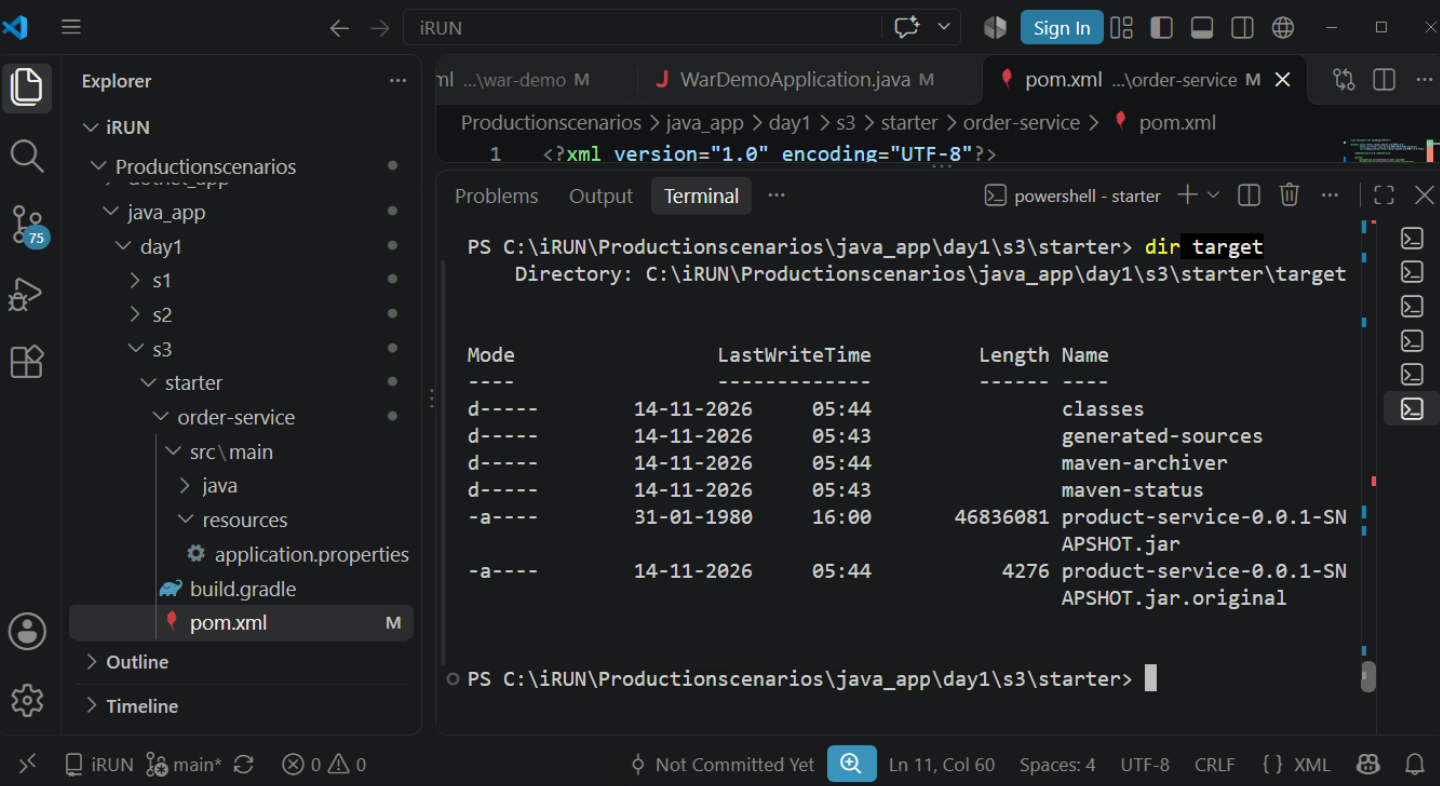 iRUN
Sign In
Explorer
iRUN
Productionscenarios
dotnet_app
java_app
day1
s1
s2
s3
starter
order-service
src\main
java
resources
application.properties
build.gradle
pom.xml M
Outline
Timeline
ml ...\war-demo M
J WarDemoApplication.java M
pom.xml ...\order-service M
Productionscenarios > java_app > day1 > s3 > starter > order-service > pom.xml
1 <?xml version="1.0" encoding="UTF-8"?>
Problems Output Terminal ... powershell - starter
PS C:\iRUN\Productionscenarios\java_app\day1\s3\starter> dir target
Directory: C:\iRUN\Productionscenarios\java_app\day1\s3\starter\target
Mode LastWriteTime Length Name
---- ------------- ------ ----
d----- 14-11-2026 05:44 classes
d----- 14-11-2026 05:43 generated-sources
d----- 14-11-2026 05:44 maven-archiver
d----- 14-11-2026 05:43 maven-status
-a---- 31-01-1980 16:00 46836081 product-service-0.0.1-SN
APSHOT.jar
-a---- 14-11-2026 05:44 4276 product-service-0.0.1-SN
APSHOT.jar.original
PS C:\iRUN\Productionscenarios\java_app\day1\s3\starter>
75
iRUN main* 0 0 Not Committed Yet Ln 11, Col 60 Spaces: 4 UTF-8 CRLF {} XML